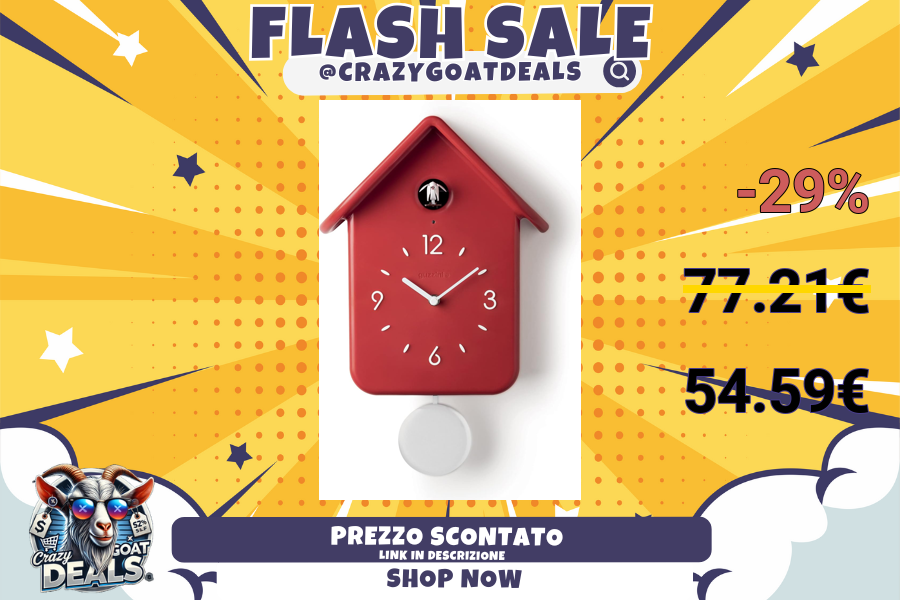 FLASH SALE
@CRAZYGOATDEALS
-29%
12
9
3
6
77.21€
54.59€
$
52%
Crazy
GOAT
DEALS
PREZZO SCONTATO
LINK IN DESCRIZIONE
SHOP NOW